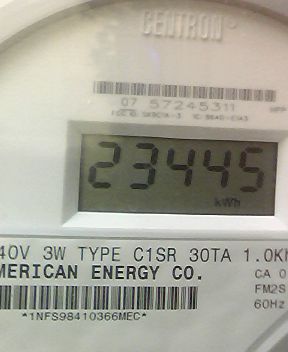 CENTRON
07 57245311
23445
kWh
40V 3W TYPE C1SR 30TA 1.0K
MERICAN ENERGY CO.
CA 0
FM2S
60Hz
*1NFS98410366MEC*